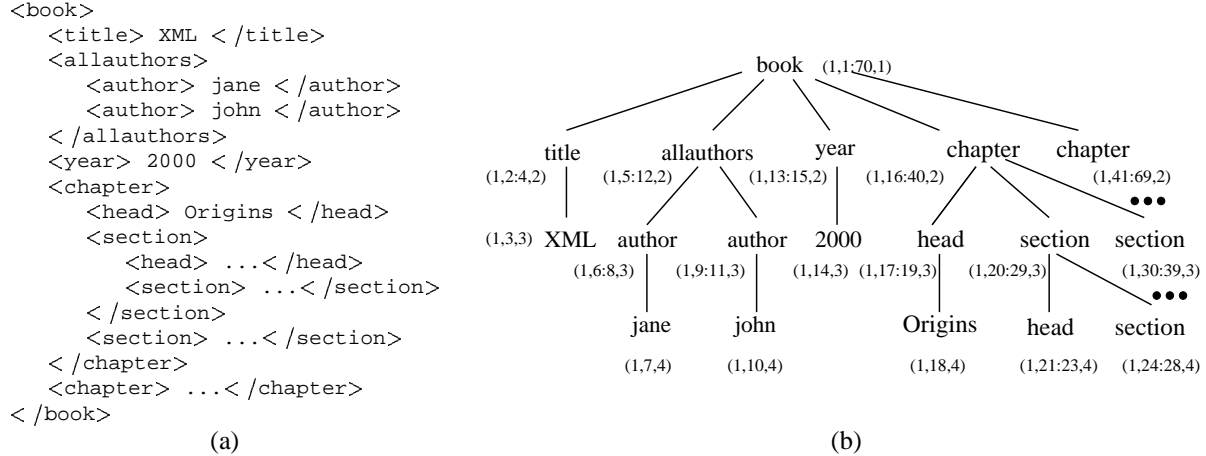 <book>
<title> XML < /title>
<allauthors>
<author> jane < /author>
<author> john < /author>
< /allauthors>
<year> 2000 < /year>
<chapter>
<head> Origins < /head>
<section>
<head> ...< /head>
<section> ...< /section>
< /section>
<section> ...< /section>
< /chapter>
<chapter> ...< /chapter>
< /book>
(a)
book (1,1:70,1)
title allauthors year chapter chapter
(1,2:4,2) (1,5:12,2) (1,13:15,2) (1,16:40,2) (1,41:69,2)
(1,3,3) XML author author 2000 head section section
(1,6:8,3) (1,9:11,3) (1,14,3) (1,17:19,3) (1,20:29,3) (1,30:39,3)
jane john Origins head section
(1,7,4) (1,10,4) (1,18,4) (1,21:23,4) (1,24:28,4)
(b)